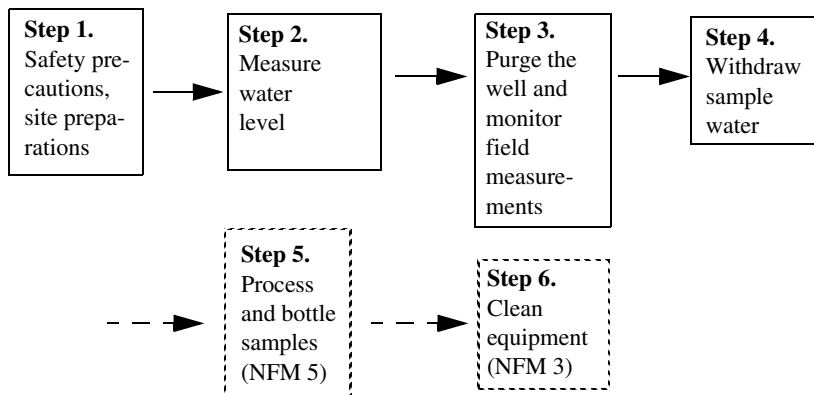 Step 1.
Safety pre-
cautions,
site prepa-
rations
Step 2.
Measure
water
level
Step 3.
Purge the
well and
monitor
field
measure-
ments
Step 4.
Withdraw
sample
water
Step 5.
Process
and bottle
samples
(NFM 5)
Step 6.
Clean
equipment
(NFM 3)